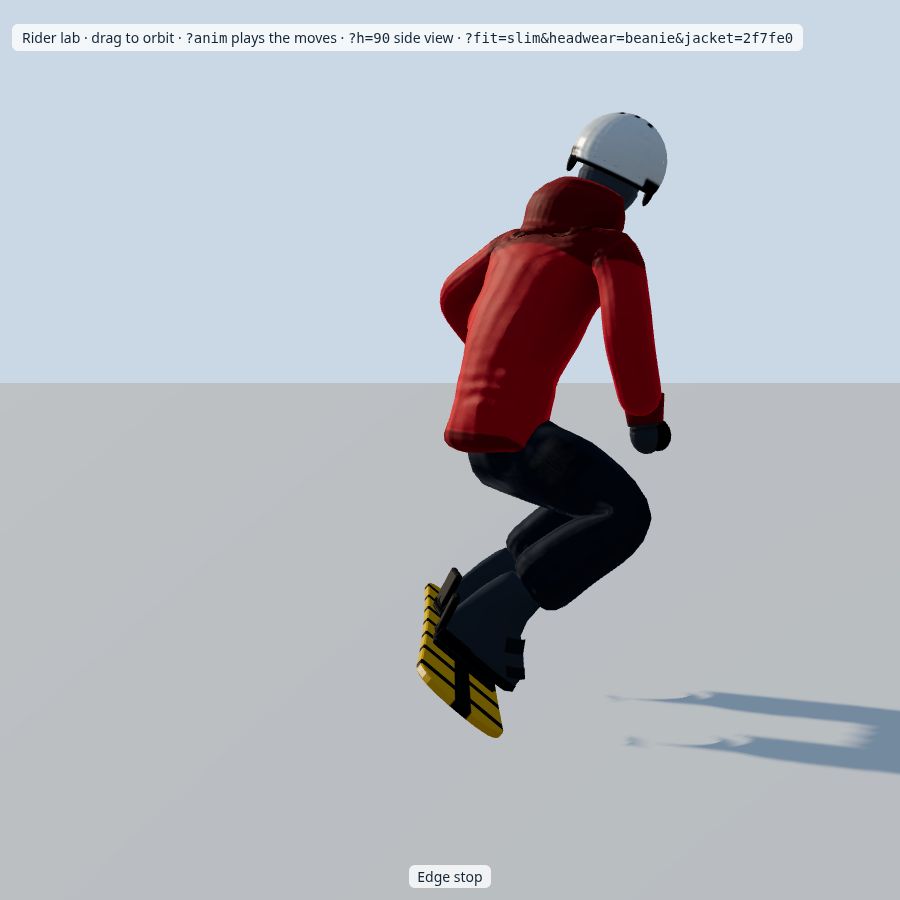 Rider lab · drag to orbit · ?anim plays the moves · ?h=90 side view · ?fit=slim&headwear=beanie&jacket=2f7fe0
Edge stop